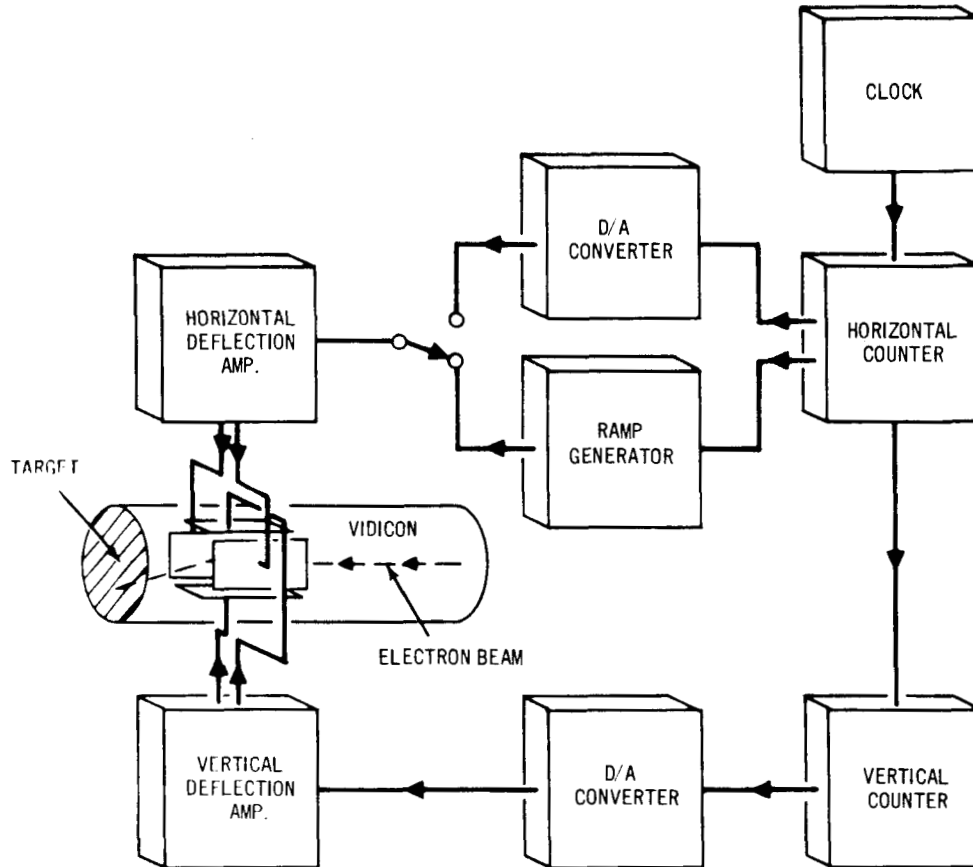 CLOCK
D/A
CONVERTER
HORIZONTAL
DEFLECTION
AMP.
HORIZONTAL
COUNTER
RAMP
GENERATOR
TARGET
VIDICON
ELECTRON BEAM
VERTICAL
DEFLECTION
AMP.
D/A
CONVERTER
VERTICAL
COUNTER